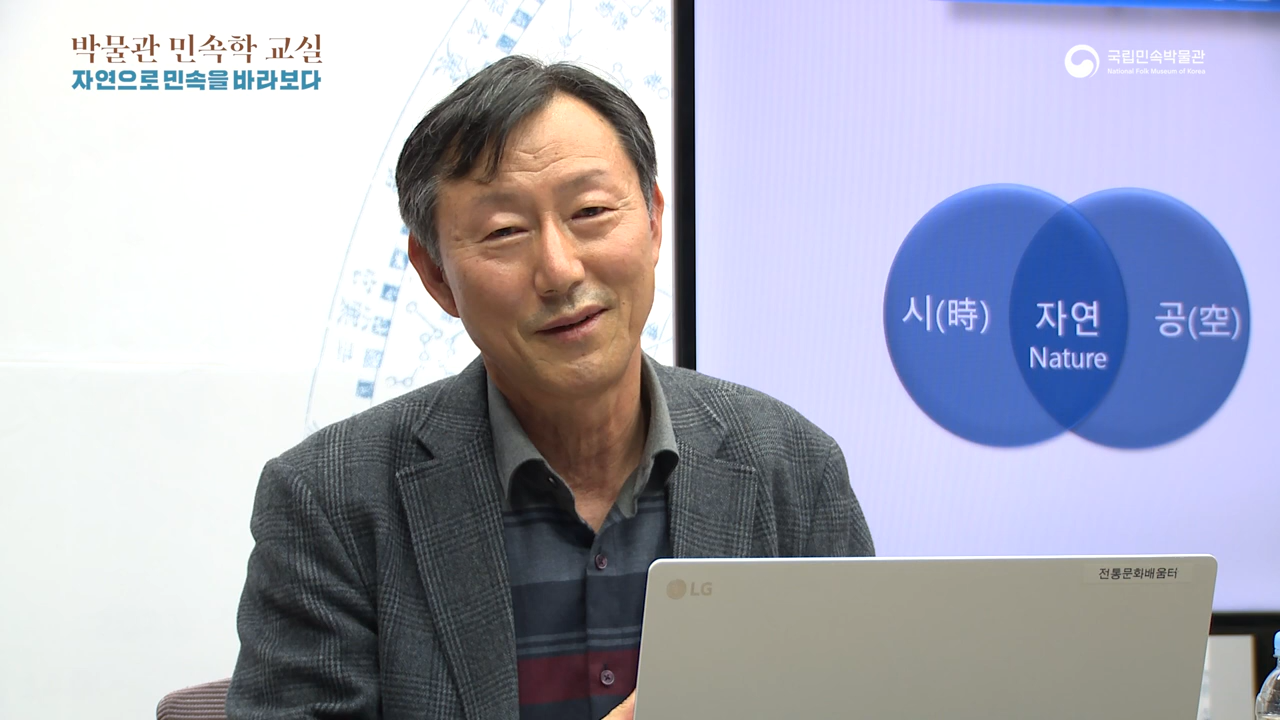 박물관 민속학 교실
자연으로 민속을 바라보다
국립민속박물관
National Folk Museum of Korea
시(時)
자연
Nature
공(空)
LG
전통문화배움터